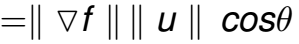 =∥ ▽f ∥∥ u ∥ cosθ